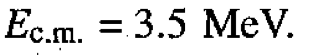 E_c.m. = 3.5 MeV.